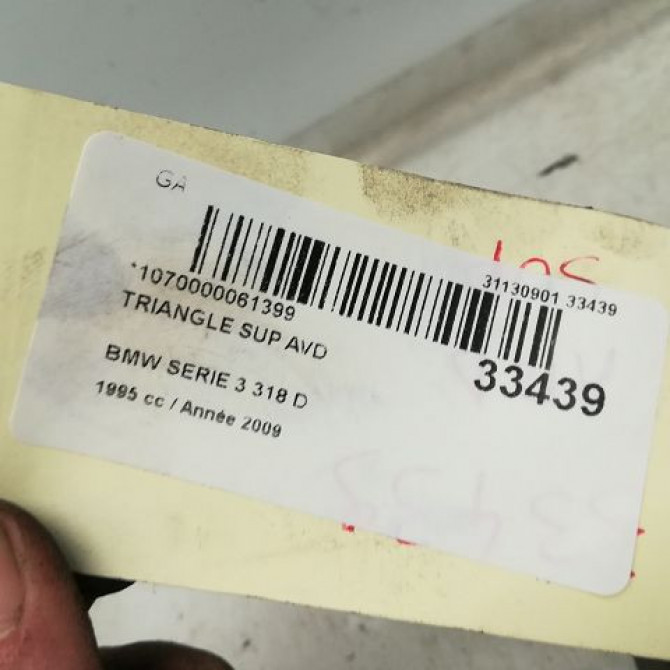 GA
31130901 33439
*1070000061399
TRIANGLE SUP AVD
33439
BMW SERIE 3 318 D
1995 cc / Année 2009